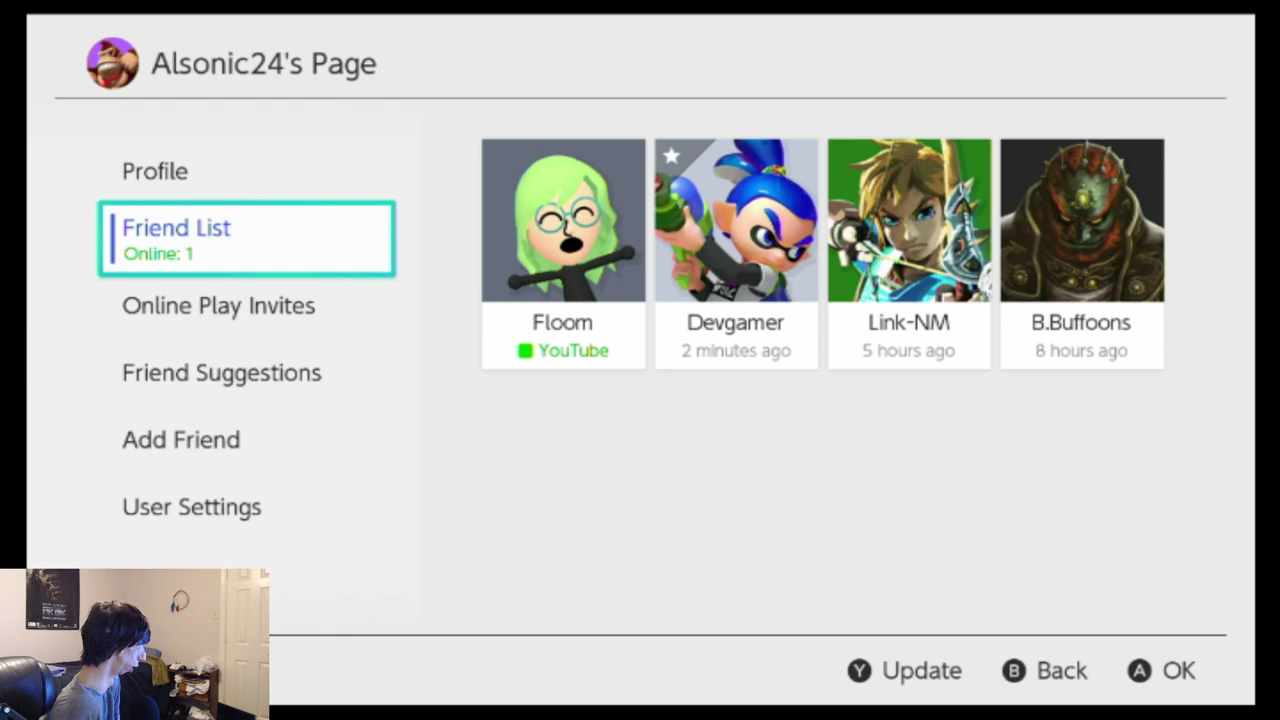 Alsonic24's Page
Profile
Friend List
Online: 1
Online Play Invites
Friend Suggestions
Add Friend
User Settings
Floom
YouTube
Devgamer
2 minutes ago
Link-NM
5 hours ago
B.Buffoons
8 hours ago
Y Update
B Back
A OK